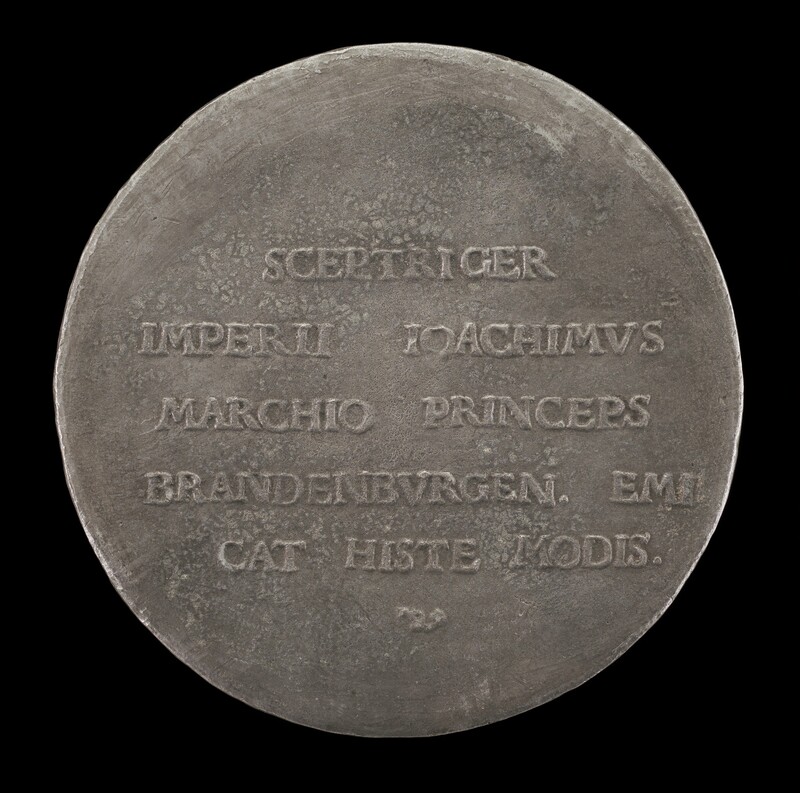 SCEPTRIGER
IMPERII IOACHIMVS
MARCHIO PRINCEPS
BRANDENBVRGEN. EMI
CAT HISTE MODIS.